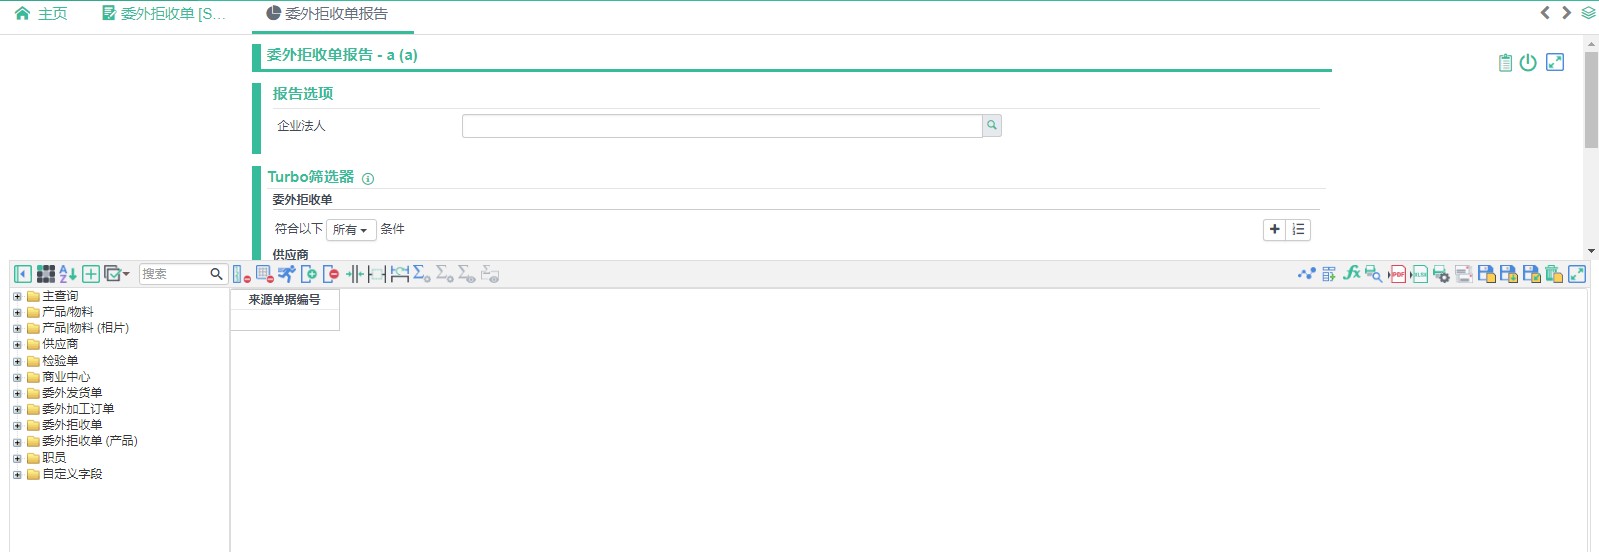 主页 委外拒收单 [S... 委外拒收单报告
委外拒收单报告 - a (a)
报告选项
企业法人
Turbo筛选器
委外拒收单
符合以下 所有 条件
供应商
搜索
主查询
产品/物料
产品|物料 (相片)
供应商
检验单
商业中心
委外发货单
委外加工订单
委外拒收单
委外拒收单 (产品)
职员
自定义字段
来源单据编号